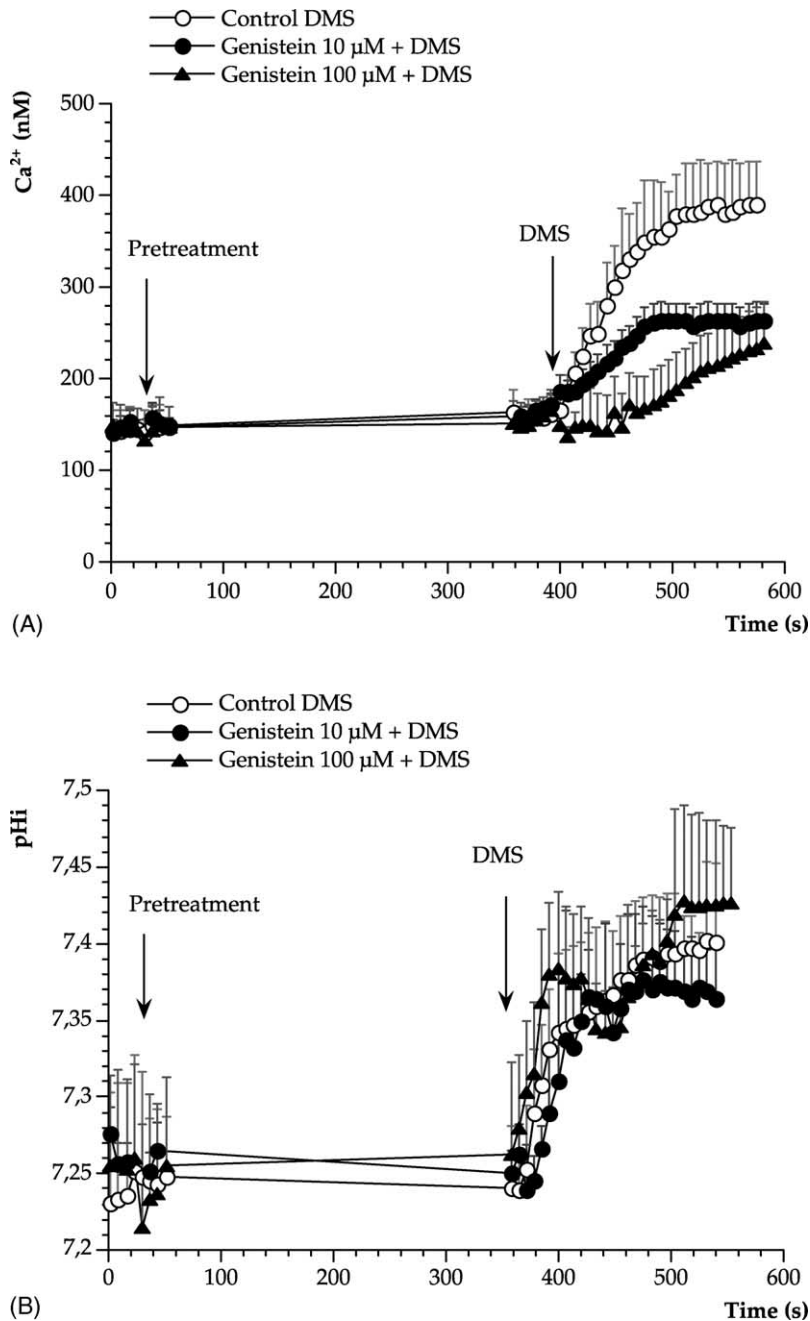 Control DMS
Genistein 10 µM + DMS
Genistein 100 µM + DMS
Ca²⁺ (nM)
500
400
300
200
100
0
Pretreatment
DMS
0
100
200
300
400
500
600
Time (s)
(A)
Control DMS
Genistein 10 µM + DMS
Genistein 100 µM + DMS
pHi
7,5
7,45
7,4
7,35
7,3
7,25
7,2
Pretreatment
DMS
0
100
200
300
400
500
600
Time (s)
(B)